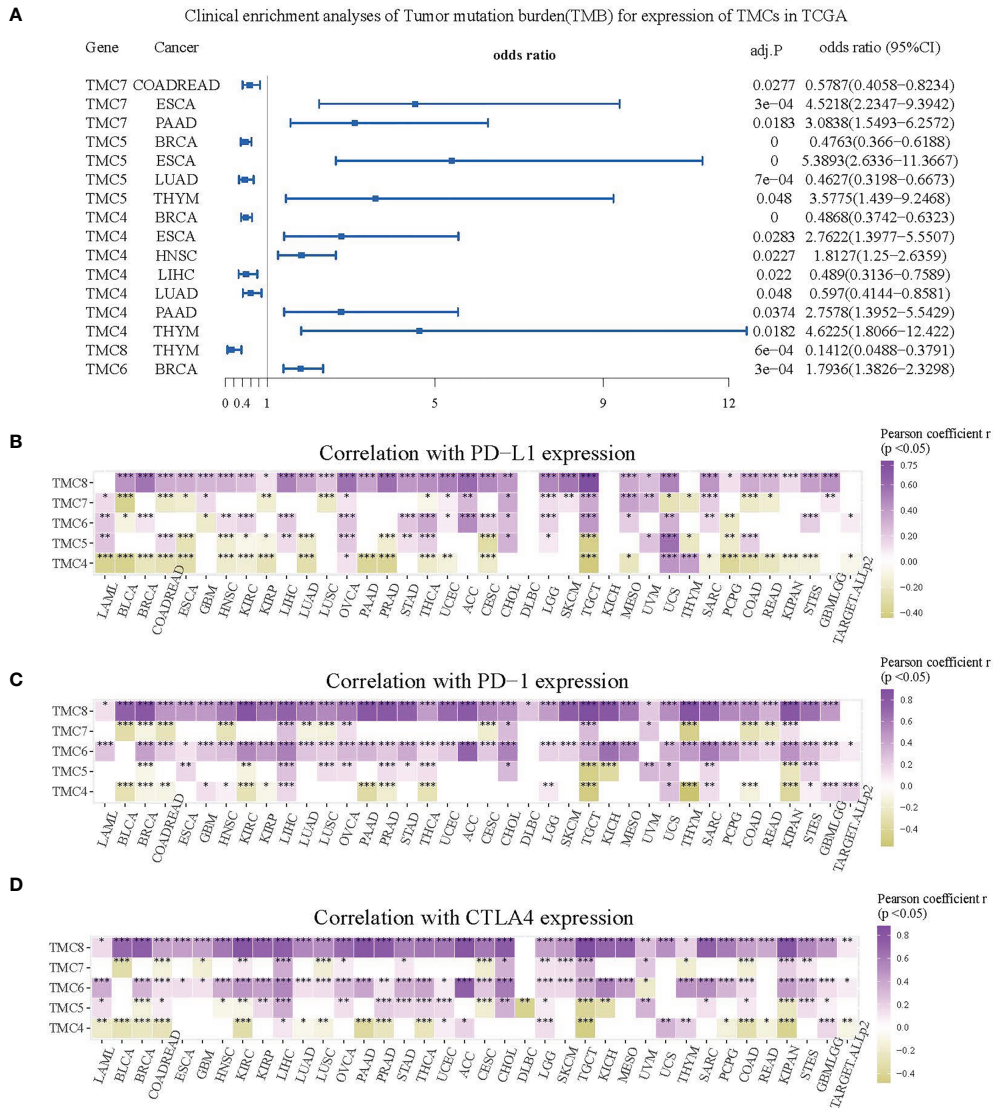 A
Clinical enrichment analyses of Tumor mutation burden(TMB) for expression of TMCs in TCGA
Gene Cancer odds ratio adj.P odds ratio (95%CI)
TMC7 COADREAD 0.0277 0.5787(0.4058−0.8234)
TMC7 ESCA 3e−04 4.5218(2.2347−9.3942)
TMC7 PAAD 0.0183 3.0838(1.5493−6.2572)
TMC5 BRCA 0 0.4763(0.366−0.6188)
TMC5 ESCA 0 5.3893(2.6336−11.3667)
TMC5 LUAD 7e−04 0.4627(0.3198−0.6673)
TMC5 THYM 0.048 3.5775(1.439−9.2468)
TMC4 BRCA 0 0.4868(0.3742−0.6323)
TMC4 ESCA 0.0283 2.7622(1.3977−5.5507)
TMC4 HNSC 0.0227 1.8127(1.25−2.6359)
TMC4 LIHC 0.022 0.489(0.3136−0.7589)
TMC4 LUAD 0.048 0.597(0.4144−0.8581)
TMC4 PAAD 0.0374 2.7578(1.3952−5.5429)
TMC4 THYM 0.0182 4.6225(1.8066−12.422)
TMC8 THYM 6e−04 0.1412(0.0488−0.3791)
TMC6 BRCA 3e−04 1.7936(1.3826−2.3298)
0 0.4 1 5 9 12
B
Correlation with PD−L1 expression
Pearson coefficient r
(p <0.05)
TMC8
TMC7
TMC6
TMC5
TMC4
0.75
0.60
0.40
0.20
0.00
−0.20
−0.40
LAML BLCA BRCA COADREAD ESCA GBM HNSC KIRC KIRP LIHC LUAD LUSC OVCA PAAD PRAD STAD THCA UCEC ACC CESC CHOL DLBC LGG SKCM TGCT KICH MESO UVM UCS THYM SARC PCPG COAD READ KIPAN STES GBMLGG TARGET.ALLp2
C
Correlation with PD−1 expression
Pearson coefficient r
(p <0.05)
TMC8
TMC7
TMC6
TMC5
TMC4
0.8
0.6
0.4
0.2
0.0
−0.2
−0.4
LAML BLCA BRCA COADREAD ESCA GBM HNSC KIRC KIRP LIHC LUAD LUSC OVCA PAAD PRAD STAD THCA UCEC ACC CESC CHOL DLBC LGG SKCM TGCT KICH MESO UVM UCS THYM SARC PCPG COAD READ KIPAN STES GBMLGG TARGET.ALLp2
D
Correlation with CTLA4 expression
Pearson coefficient r
(p <0.05)
TMC8
TMC7
TMC6
TMC5
TMC4
0.8
0.6
0.4
0.2
0.0
−0.2
−0.4
LAML BLCA BRCA COADREAD ESCA GBM HNSC KIRC KIRP LIHC LUAD LUSC OVCA PAAD PRAD STAD THCA UCEC ACC CESC CHOL DLBC LGG SKCM TGCT KICH MESO UVM UCS THYM SARC PCPG COAD READ KIPAN STES GBMLGG TARGET.ALLp2